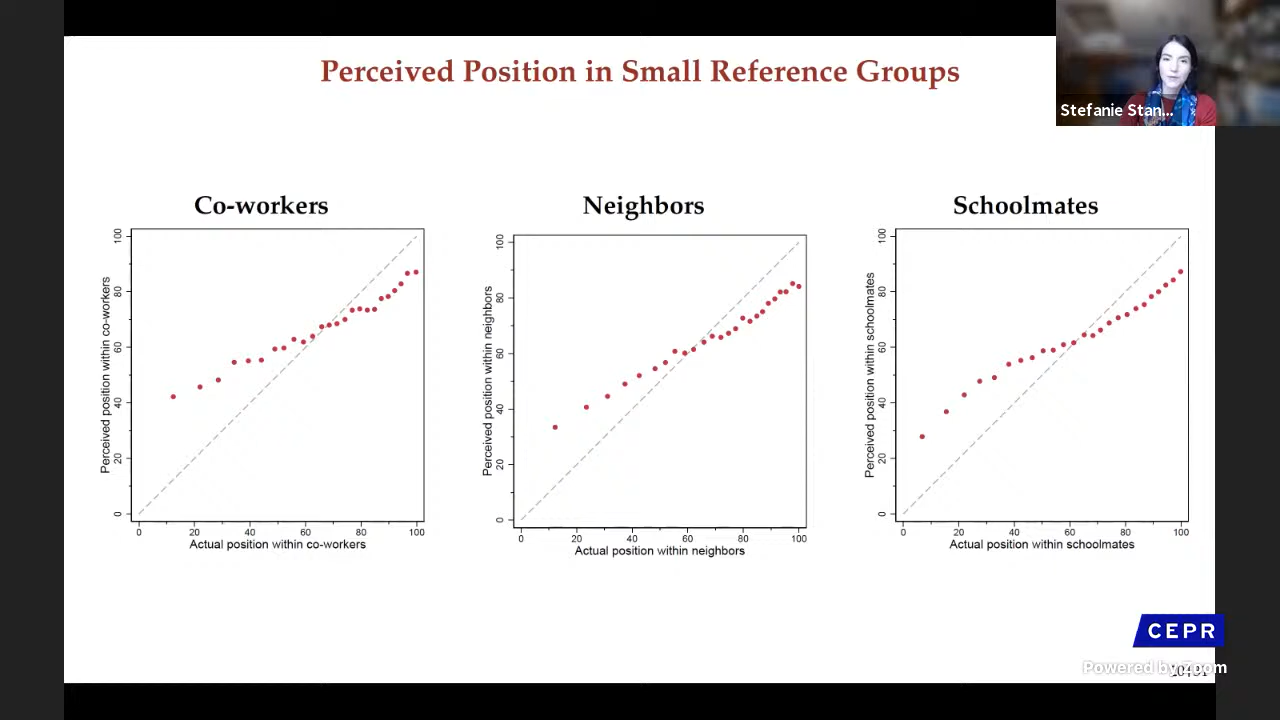 Perceived Position in Small Reference Groups
Stefanie Stan...
Co-workers
Neighbors
Schoolmates
Perceived position within co-workers
0 20 40 60 80 100
0 20 40 60 80 100
Actual position within co-workers
Perceived position within neighbors
0 20 40 60 80 100
0 20 40 60 80 100
Actual position within neighbors
Perceived position within schoolmates
0 20 40 60 80 100
0 20 40 60 80 100
Actual position within schoolmates
CEPR
Powered by Zoom